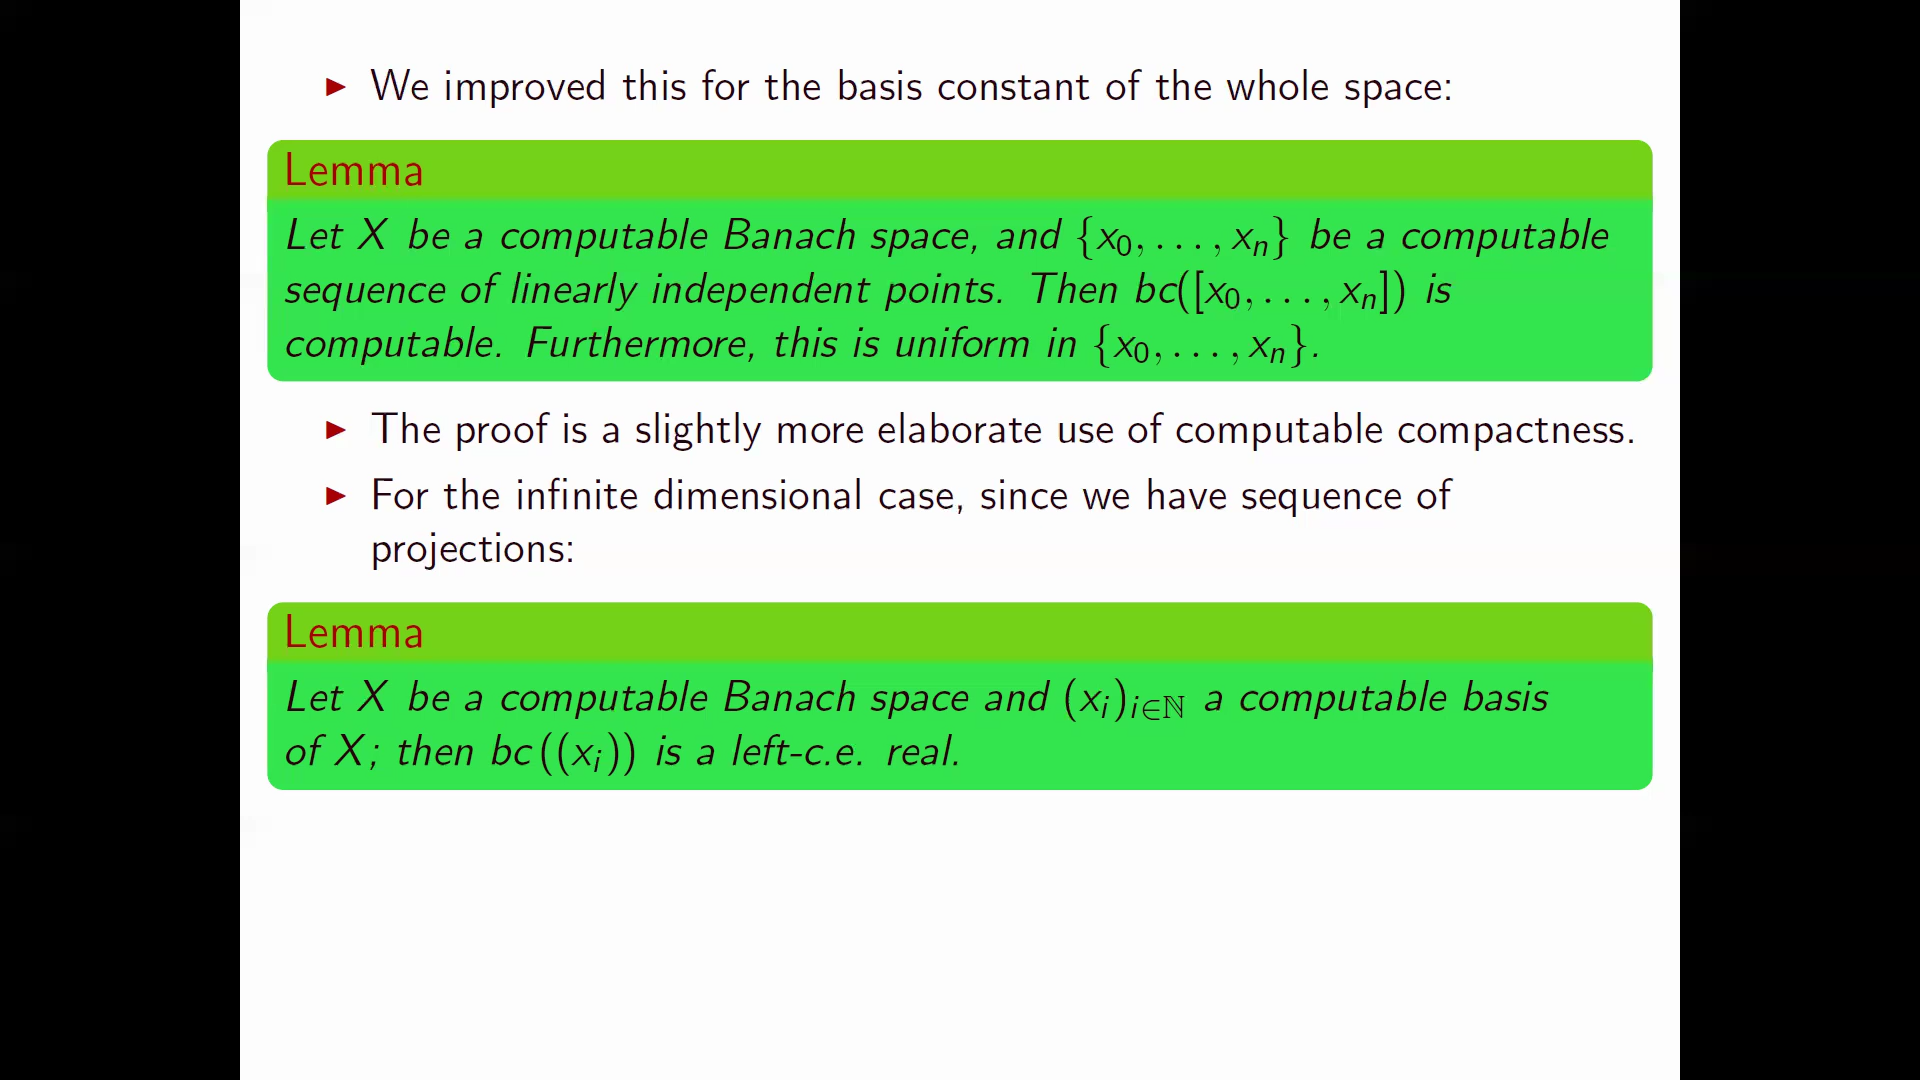 ▶ We improved this for the basis constant of the whole space:
Lemma
Let X be a computable Banach space, and {x₀, . . . , xₙ} be a computable
sequence of linearly independent points. Then bc([x₀, . . . , xₙ]) is
computable. Furthermore, this is uniform in {x₀, . . . , xₙ}.
▶ The proof is a slightly more elaborate use of computable compactness.
▶ For the infinite dimensional case, since we have sequence of
projections:
Lemma
Let X be a computable Banach space and (xᵢ)ᵢ∈ℕ a computable basis
of X; then bc((xᵢ)) is a left-c.e. real.